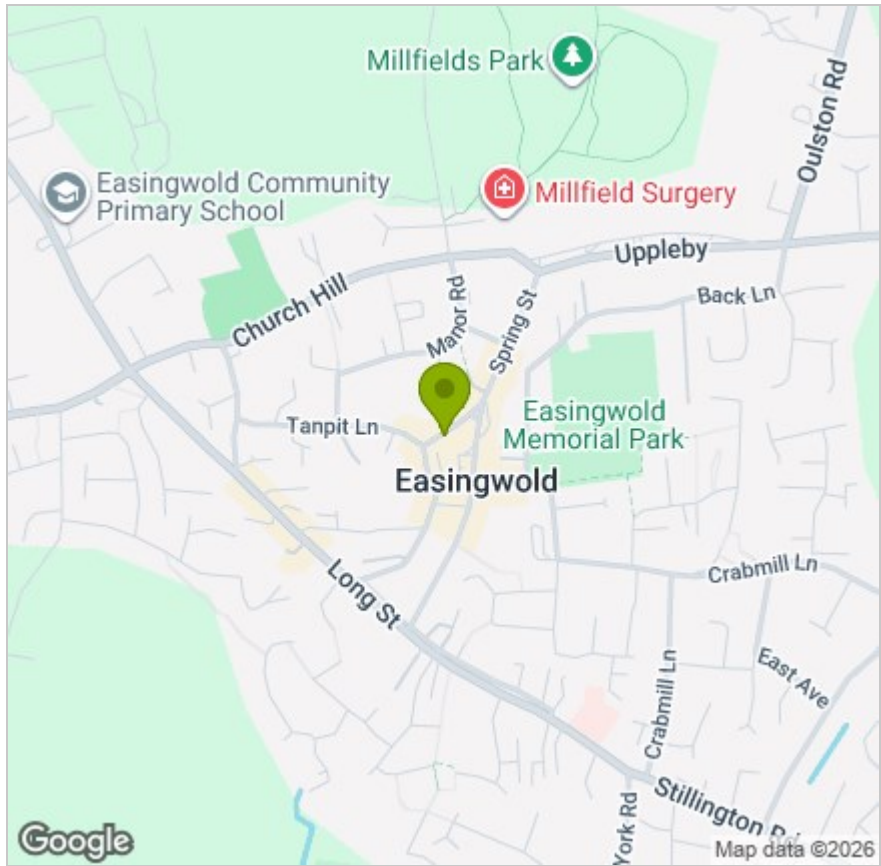 Millfields Park
Oulston Rd
Easingwold Community
Primary School
Millfield Surgery
Uppleby
Church Hill
Back Ln
Manor Rd
Spring St
Tanpit Ln
Easingwold
Memorial Park
Easingwold
Long St
Crabmill Ln
East Ave
Crabmill Ln
Stillington Rd
York Rd
Google
Map data ©2026